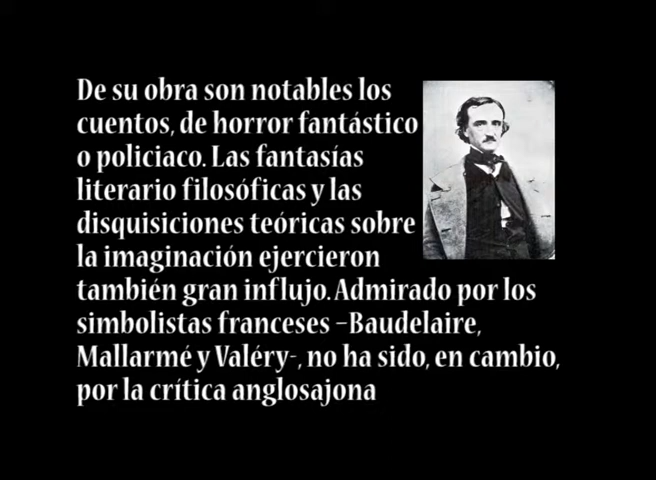 De su obra son notables los
cuentos, de horror fantástico
o policiaco. Las fantasías
literario filosóficas y las
disquisiciones teóricas sobre
la imaginación ejercieron
también gran influjo. Admirado por los
simbolistas franceses –Baudelaire,
Mallarmé y Valéry-, no ha sido, en cambio,
por la crítica anglosajona